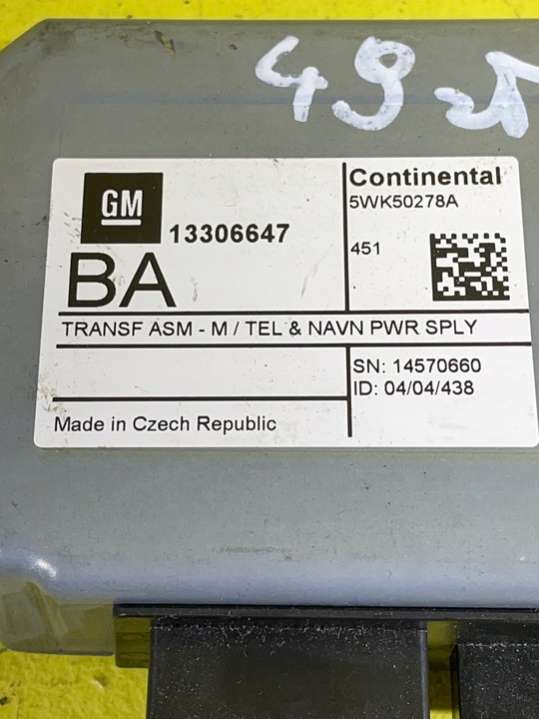 GM
13306647
BA
Continental
5WK50278A
451
TRANSF ASM - M / TEL & NAVN PWR SPLY
SN: 14570660
ID: 04/04/438
Made in Czech Republic